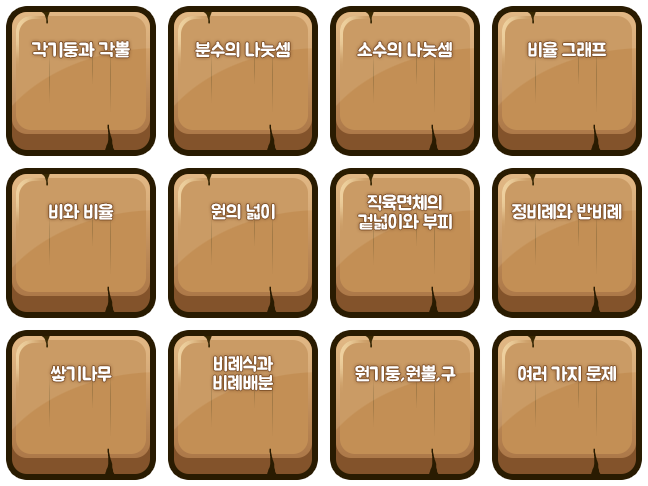 각기둥과 각뿔
분수의 나눗셈
소수의 나눗셈
비율 그래프
비와 비율
원의 넓이
직육면체의
겉넓이와 부피
정비례와 반비례
쌓기나무
비례식과
비례배분
원기둥,원뿔,구
여러 가지 문제